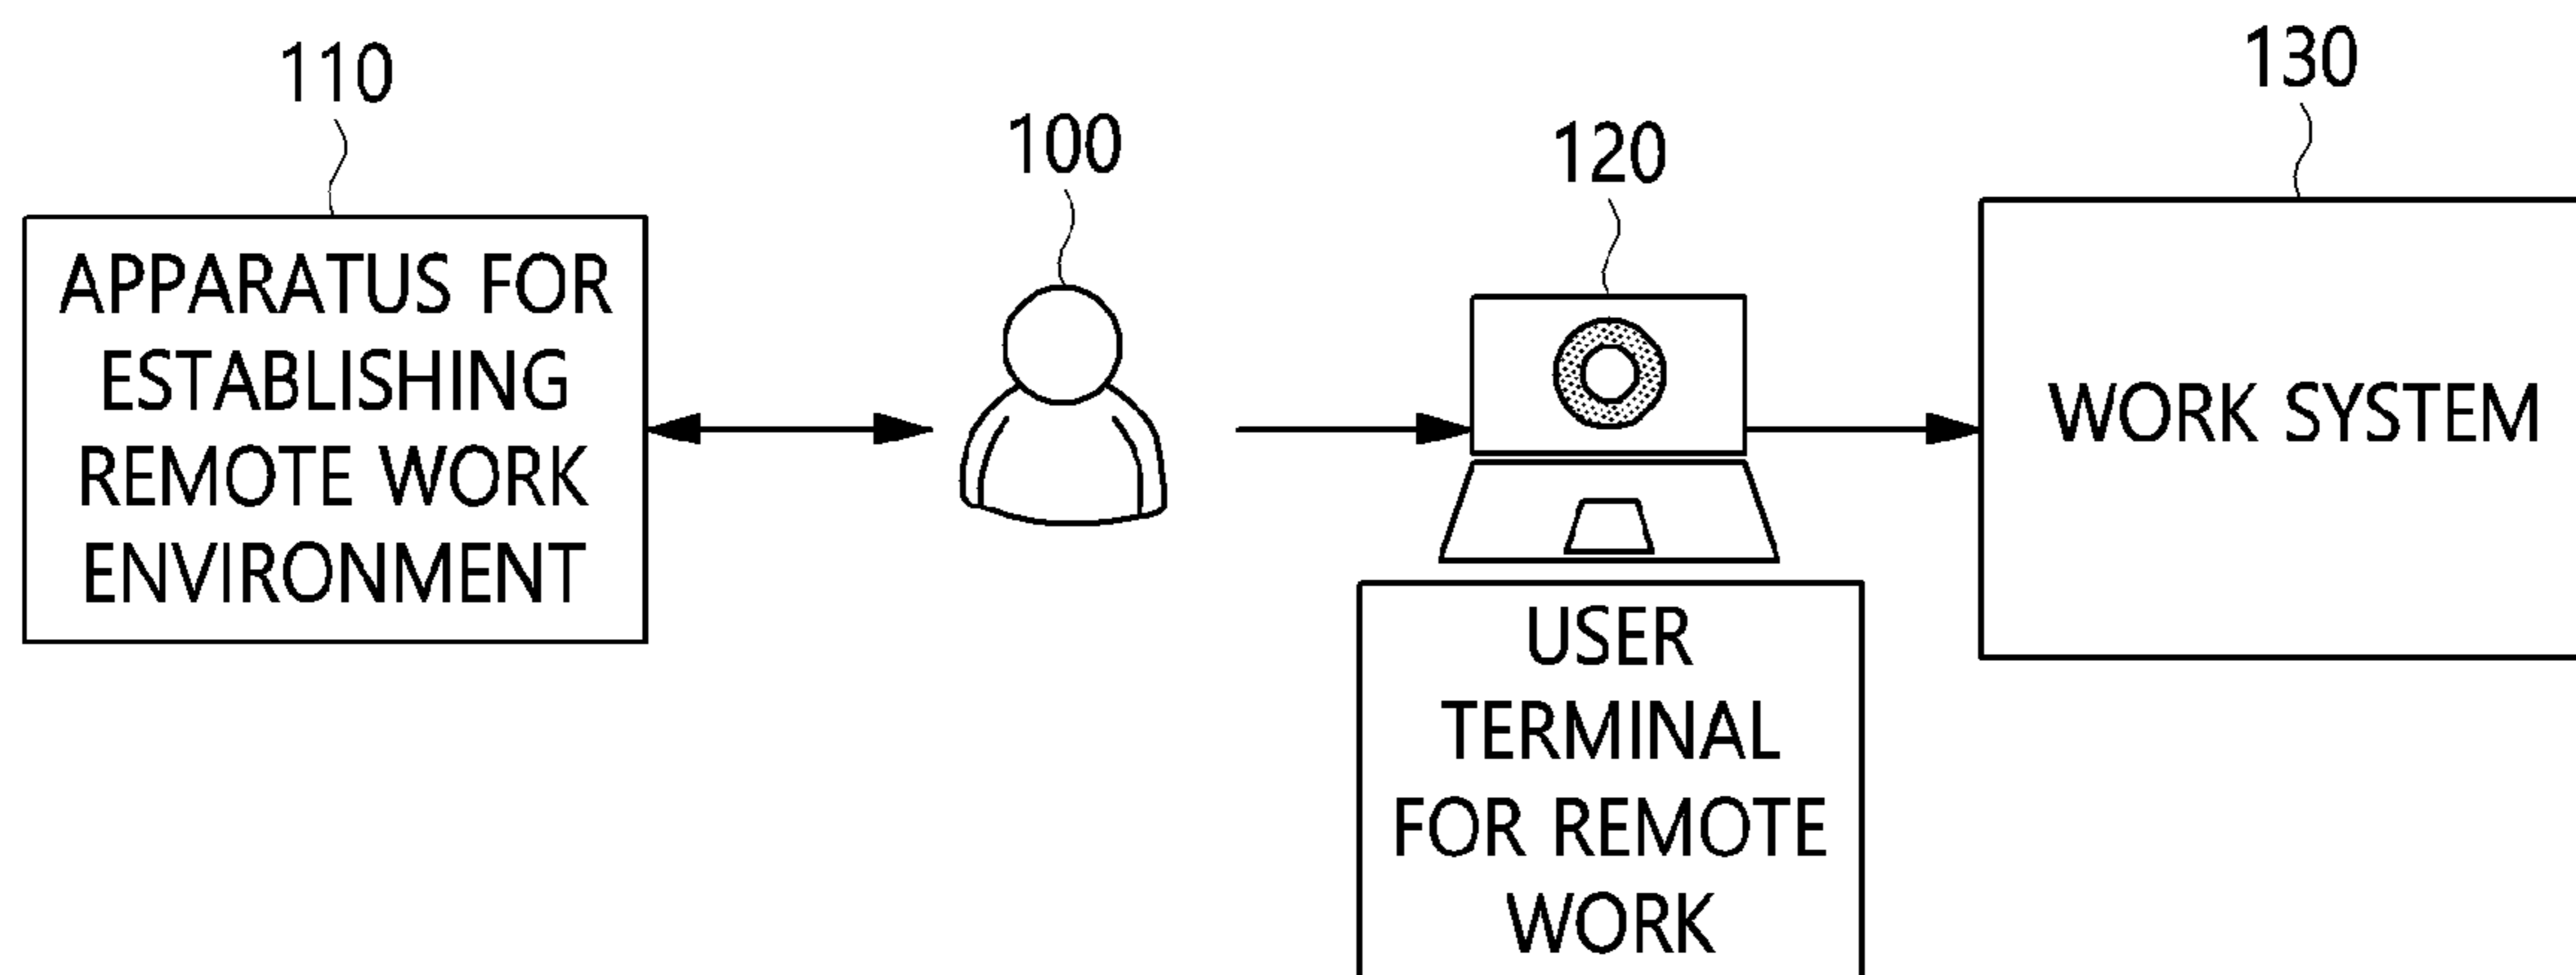 110
100
120
130
APPARATUS FOR
ESTABLISHING
REMOTE WORK
ENVIRONMENT
WORK SYSTEM
USER
TERMINAL
FOR REMOTE
WORK